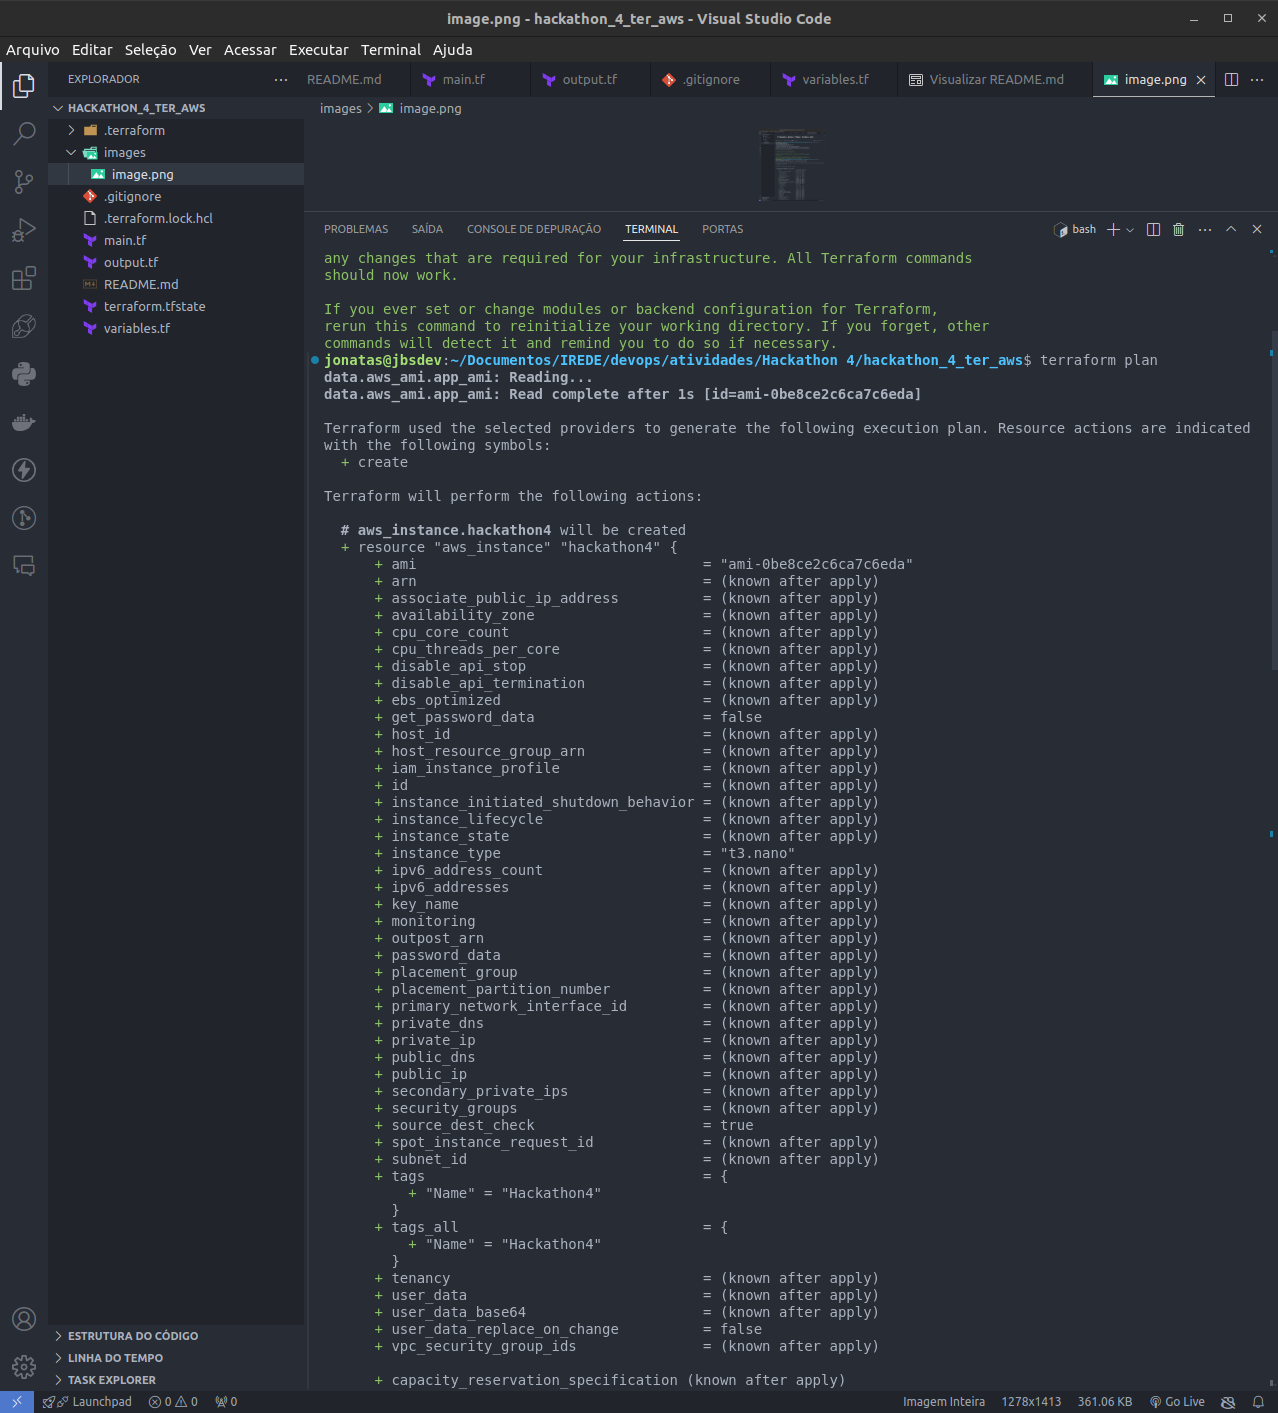 image.png - hackathon_4_ter_aws - Visual Studio Code
Arquivo Editar Seleção Ver Acessar Executar Terminal Ajuda
EXPLORADOR
README.md main.tf output.tf .gitignore variables.tf Visualizar README.md image.png
HACKATHON_4_TER_AWS
images > image.png
.terraform
images
image.png
.gitignore
.terraform.lock.hcl
main.tf
output.tf
README.md
terraform.tfstate
variables.tf
PROBLEMAS SAÍDA CONSOLE DE DEPURAÇÃO TERMINAL PORTAS bash
any changes that are required for your infrastructure. All Terraform commands
should now work.
If you ever set or change modules or backend configuration for Terraform,
rerun this command to reinitialize your working directory. If you forget, other
commands will detect it and remind you to do so if necessary.
jonatas@jbsdev:~/Documentos/IREDE/devops/atividades/Hackathon 4/hackathon_4_ter_aws$ terraform plan
data.aws_ami.app_ami: Reading...
data.aws_ami.app_ami: Read complete after 1s [id=ami-0be8ce2c6ca7c6eda]
Terraform used the selected providers to generate the following execution plan. Resource actions are indicated
with the following symbols:
+ create
Terraform will perform the following actions:
# aws_instance.hackathon4 will be created
+ resource "aws_instance" "hackathon4" {
+ ami = "ami-0be8ce2c6ca7c6eda"
+ arn = (known after apply)
+ associate_public_ip_address = (known after apply)
+ availability_zone = (known after apply)
+ cpu_core_count = (known after apply)
+ cpu_threads_per_core = (known after apply)
+ disable_api_stop = (known after apply)
+ disable_api_termination = (known after apply)
+ ebs_optimized = (known after apply)
+ get_password_data = false
+ host_id = (known after apply)
+ host_resource_group_arn = (known after apply)
+ iam_instance_profile = (known after apply)
+ id = (known after apply)
+ instance_initiated_shutdown_behavior = (known after apply)
+ instance_lifecycle = (known after apply)
+ instance_state = (known after apply)
+ instance_type = "t3.nano"
+ ipv6_address_count = (known after apply)
+ ipv6_addresses = (known after apply)
+ key_name = (known after apply)
+ monitoring = (known after apply)
+ outpost_arn = (known after apply)
+ password_data = (known after apply)
+ placement_group = (known after apply)
+ placement_partition_number = (known after apply)
+ primary_network_interface_id = (known after apply)
+ private_dns = (known after apply)
+ private_ip = (known after apply)
+ public_dns = (known after apply)
+ public_ip = (known after apply)
+ secondary_private_ips = (known after apply)
+ security_groups = (known after apply)
+ source_dest_check = true
+ spot_instance_request_id = (known after apply)
+ subnet_id = (known after apply)
+ tags = {
+ "Name" = "Hackathon4"
}
+ tags_all = {
+ "Name" = "Hackathon4"
}
+ tenancy = (known after apply)
+ user_data = (known after apply)
+ user_data_base64 = (known after apply)
+ user_data_replace_on_change = false
+ vpc_security_group_ids = (known after apply)
+ capacity_reservation_specification (known after apply)
ESTRUTURA DO CÓDIGO
LINHA DO TEMPO
TASK EXPLORER
Launchpad 0 0 0 Imagem Inteira 1278x1413 361.06 KB Go Live